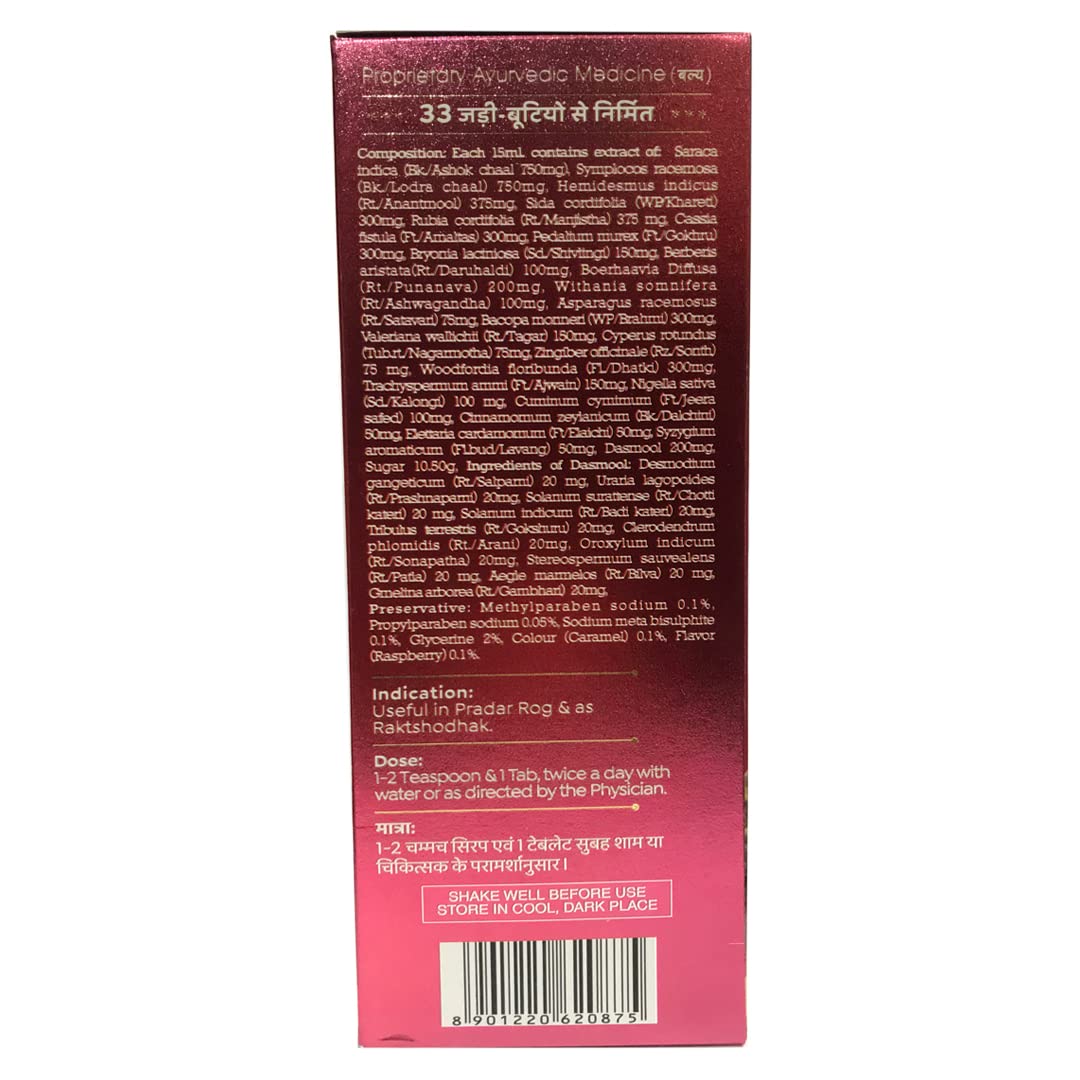 Proprietary Ayurvedic Medicine (बल्य)
33 जड़ी-बूटियों से निर्मित
Composition: Each 15mL contains extract of: Saraca
indica (Bk./Ashok chaal 750mg), Symplocos racemosa
(Bk./Lodra chaal) 750mg, Hemidesmus indicus
(Rt./Anantmool) 375mg, Sida cordifolia (WP/Khareti)
300mg, Rubia cordifolia (Rt./Manjistha) 375 mg, Cassia
fistula (Ft./Amaltas) 300mg, Pedalium murex (Ft./Gokhru)
300mg, Bryonia laciniosa (Sd./Shivlingi) 150mg, Berberis
aristata(Rt./Daruhaldi) 100mg, Boerhaavia Diffusa
(Rt./Punanava) 200mg, Withania somnifera
(Rt/Ashwagandha) 100mg, Asparagus racemosus
(Rt./Satavari) 75mg, Bacopa monneri (WP/Brahmi) 300mg,
Valeriana wallichii (Rt./Tagar) 150mg, Cyperus rotundus
(Tub.rt./Nagarmotha) 75mg, Zingiber officinale (Rz./Sonth)
75 mg, Woodfordia floribunda (Fl./Dhatki) 300mg,
Trachyspermum ammi (Ft./Ajwain) 150mg, Nigella sativa
(Sd./Kalongi) 100 mg, Cuminum cymimum (Ft./Jeera
safed) 100mg, Cinnamomum zeylanicum (Bk./Dalchini)
50mg, Elettaria cardamomum (Ft/Elaichi) 50mg, Syzygium
aromaticum (Fl.bud/Lavang) 50mg, Dasmool 200mg,
Sugar 10.50g, Ingredients of Dasmool: Desmodium
gangeticum (Rt./Salparni) 20 mg, Uraria lagopoides
(Rt./Prashnaparni) 20mg, Solanum surattense (Rt./Chotti
kateri) 20 mg, Solanum indicum (Rt./Badi kateri) 20mg,
Tribulus terrestris (Rt./Gokshuru) 20mg, Clerodendrum
phlomidis (Rt./Arani) 20mg, Oroxylum indicum
(Rt./Sonapatha) 20mg, Stereospermum sauvealens
(Rt./Patla) 20 mg, Aegle marmelos (Rt./Bilva) 20 mg,
Gmelina arborea (Rt./Gambhari) 20mg,
Preservative: Methylparaben sodium 0.1%,
Propylparaben sodium 0.05%, Sodium meta bisulphite
0.1%, Glycerine 2%, Colour (Caramel) 0.1%, Flavor
(Raspberry) 0.1%.
Indication:
Useful in Pradar Rog & as
Raktshodhak.
Dose:
1-2 Teaspoon & 1 Tab, twice a day with
water or as directed by the Physician.
मात्रा:
1-2 चम्मच सिरप एवं 1 टेबलेट सुबह शाम या
चिकित्सक के परामर्शानुसार।
SHAKE WELL BEFORE USE
STORE IN COOL, DARK PLACE
8 901220 620875